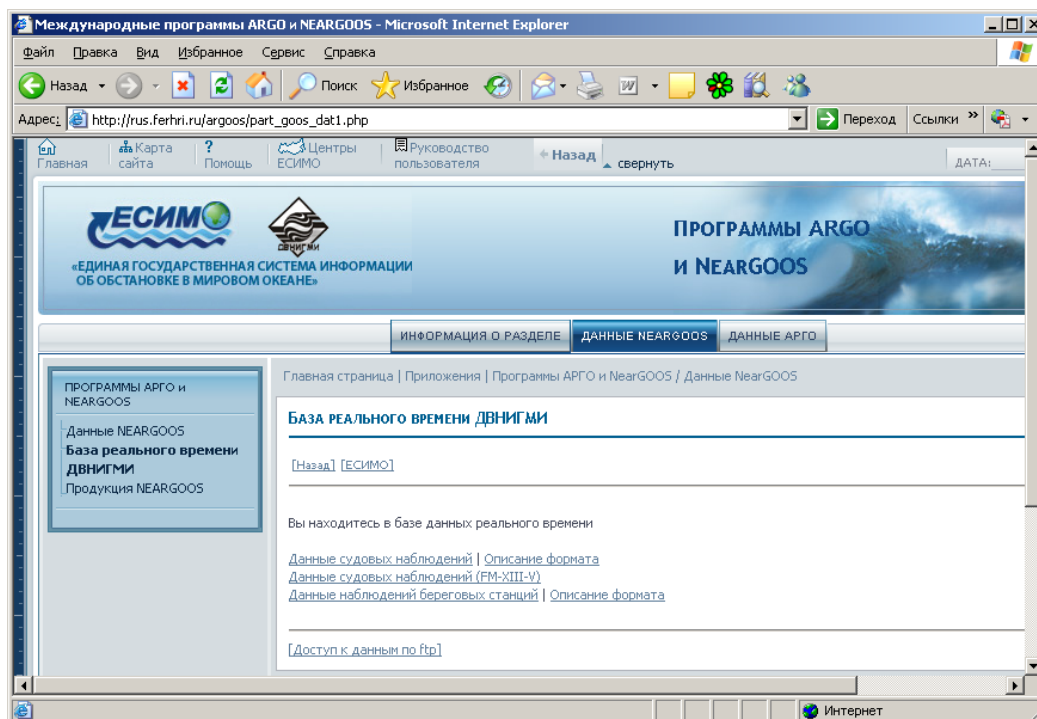 Международные программы ARGO и NEARGOOS - Microsoft Internet Explorer
Файл Правка Вид Избранное Сервис Справка
Назад Поиск Избранное
Адрес: http://rus.ferhri.ru/argoos/part_goos_dat1.php Переход Ссылки »
Главная
Карта сайта
? Помощь
Центры ЕСИМО
Руководство пользователя
Назад
свернуть
ДАТА:
ЕСИМО
ДВНИГМИ
«ЕДИНАЯ ГОСУДАРСТВЕННАЯ СИСТЕМА ИНФОРМАЦИИ
ОБ ОБСТАНОВКЕ В МИРОВОМ ОКЕАНЕ»
ПРОГРАММЫ ARGO
И NEARGOOS
ИНФОРМАЦИЯ О РАЗДЕЛЕ ДАННЫЕ NEARGOOS ДАННЫЕ АРГО
ПРОГРАММЫ АРГО и
NEARGOOS
Данные NEARGOOS
База реального времени
ДВНИГМИ
Продукция NEARGOOS
Главная страница | Приложения | Программы АРГО и NearGOOS / Данные NearGOOS
БАЗА РЕАЛЬНОГО ВРЕМЕНИ ДВНИГМИ
[Назад] [ЕСИМО]
Вы находитесь в базе данных реального времени
Данные судовых наблюдений | Описание формата
Данные судовых наблюдений (FM-XIII-V)
Данные наблюдений береговых станций | Описание формата
[Доступ к данным по ftp]
Интернет